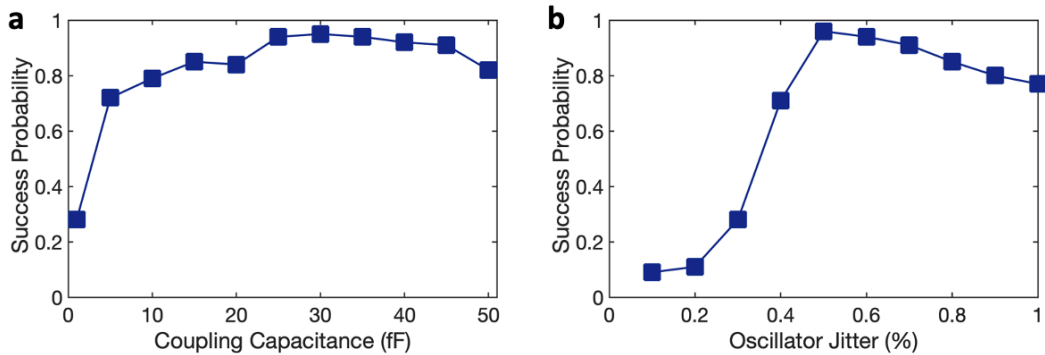 a
Success Probability
1
0.8
0.6
0.4
0.2
0
0 10 20 30 40 50
Coupling Capacitance (fF)
b
Success Probability
1
0.8
0.6
0.4
0.2
0
0 0.2 0.4 0.6 0.8 1
Oscillator Jitter (%)